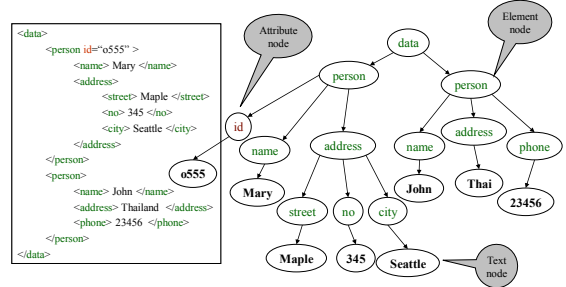 <data>
<person id=“o555” >
<name> Mary </name>
<address>
<street> Maple </street>
<no> 345 </no>
<city> Seattle </city>
</address>
</person>
<person>
<name> John </name>
<address> Thailand </address>
<phone> 23456 </phone>
</person>
</data>
Attribute
node
Element
node
data
person
person
id
name
address
name
address
phone
o555
Mary
street
no
city
John
Thai
23456
Maple
345
Seattle
Text
node